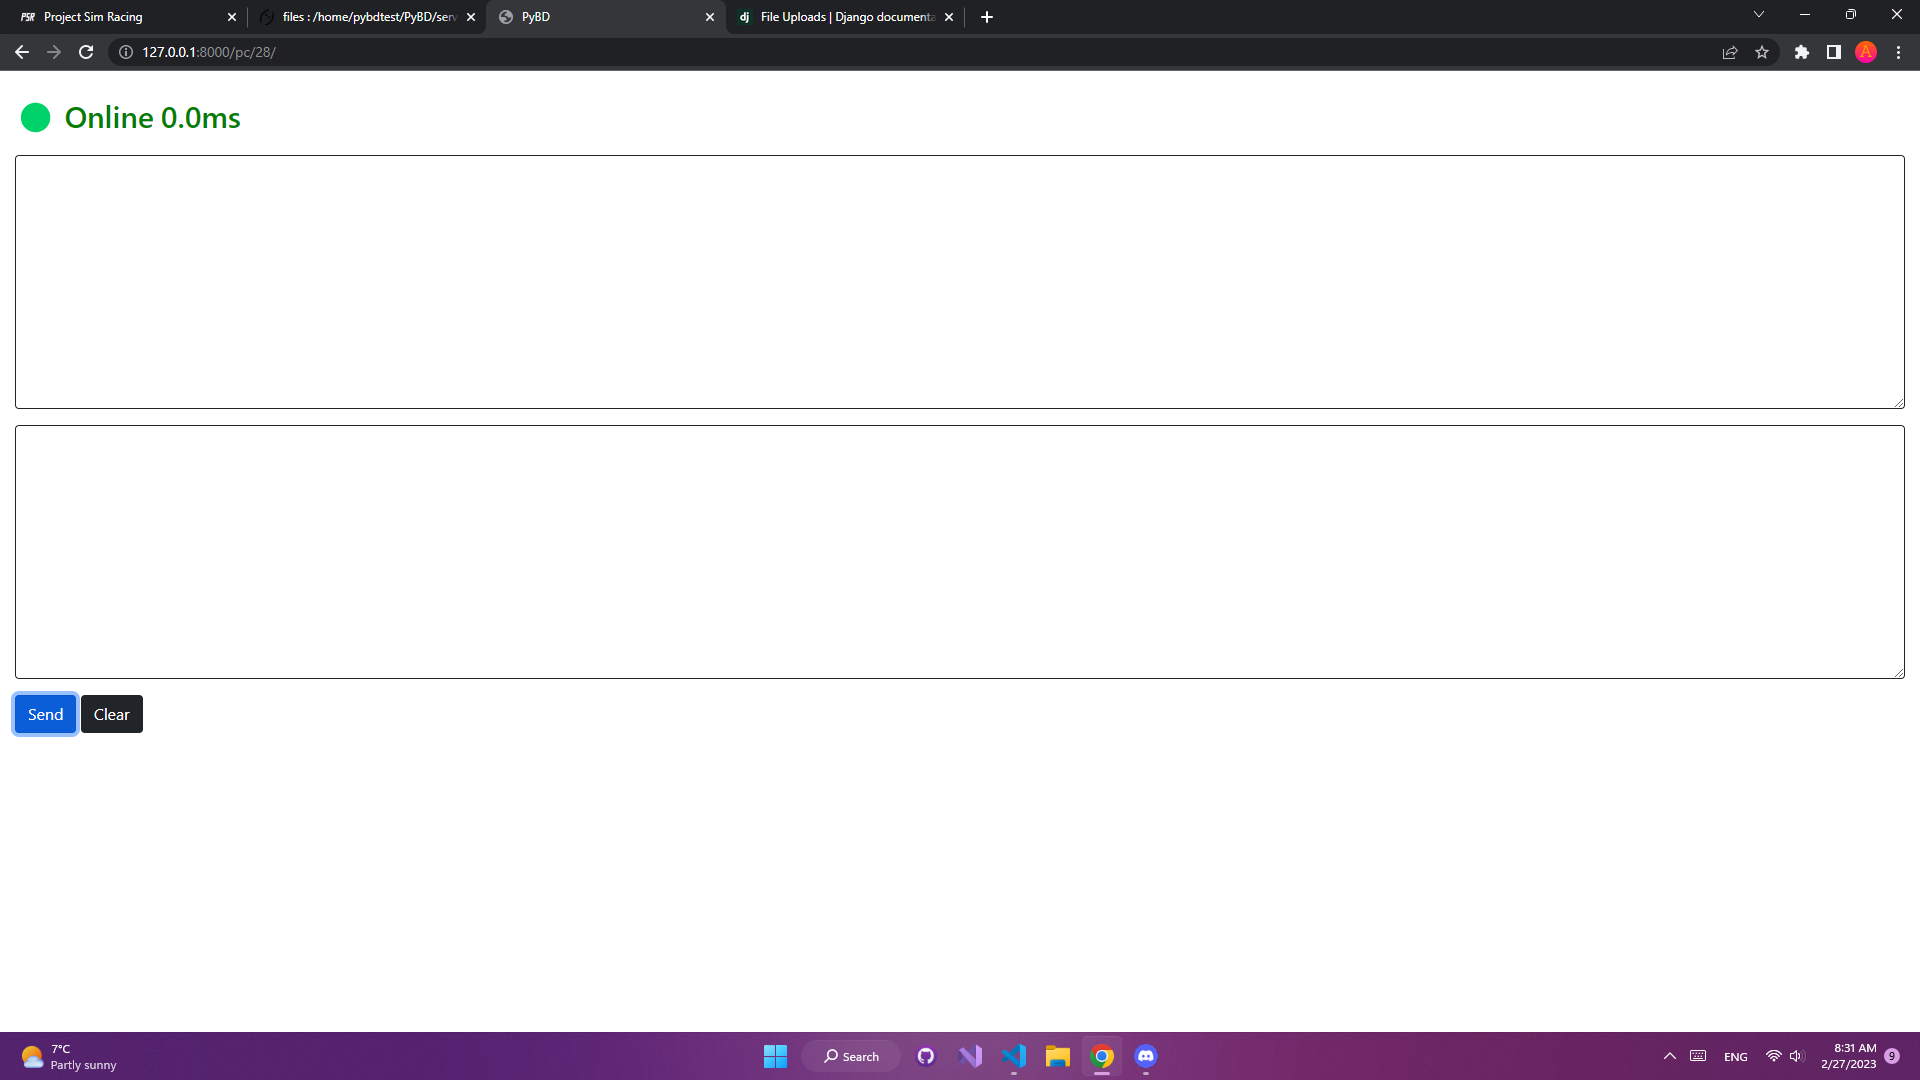 PSR Project Sim Racing
files : /home/pybdtest/PyBD/serv
PyBD
dj File Uploads | Django documenta
127.0.0.1:8000/pc/28/
A
Online 0.0ms
Send Clear
7°C
Partly sunny
Search
ENG
8:31 AM
2/27/2023
9